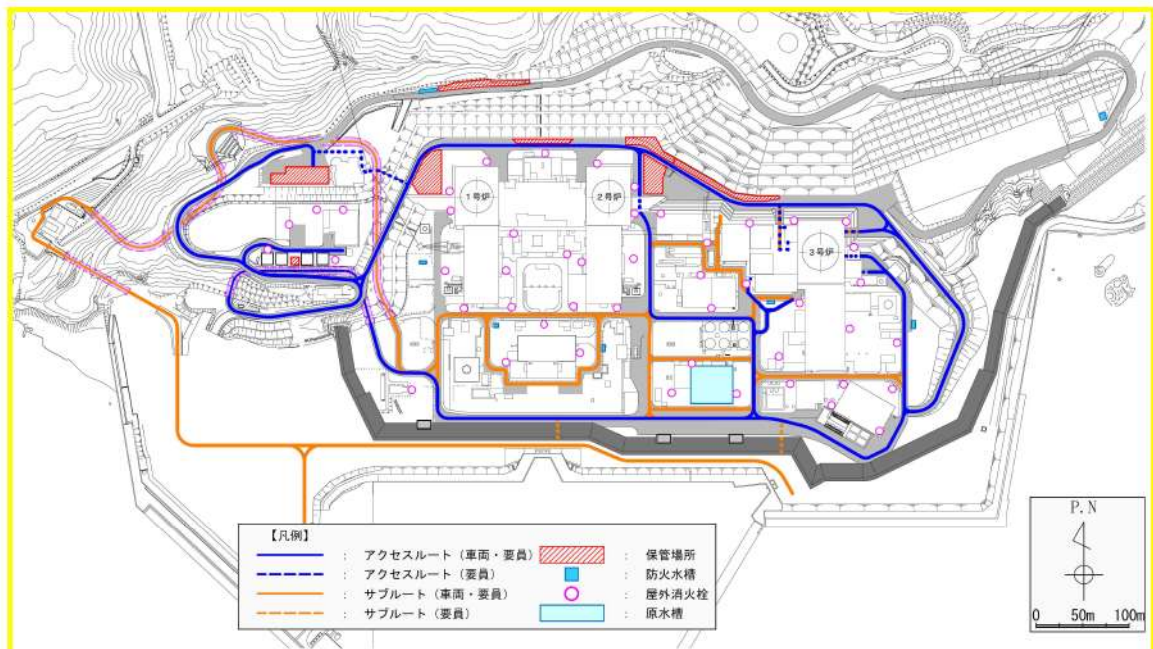 1号炉
2号炉
3号炉
【凡例】
： アクセスルート（車両・要員）
： アクセスルート（要員）
： サブルート（車両・要員）
： サブルート（要員）
： 保管場所
： 防火水槽
： 屋外消火栓
： 原水槽
P.N
0 50m 100m